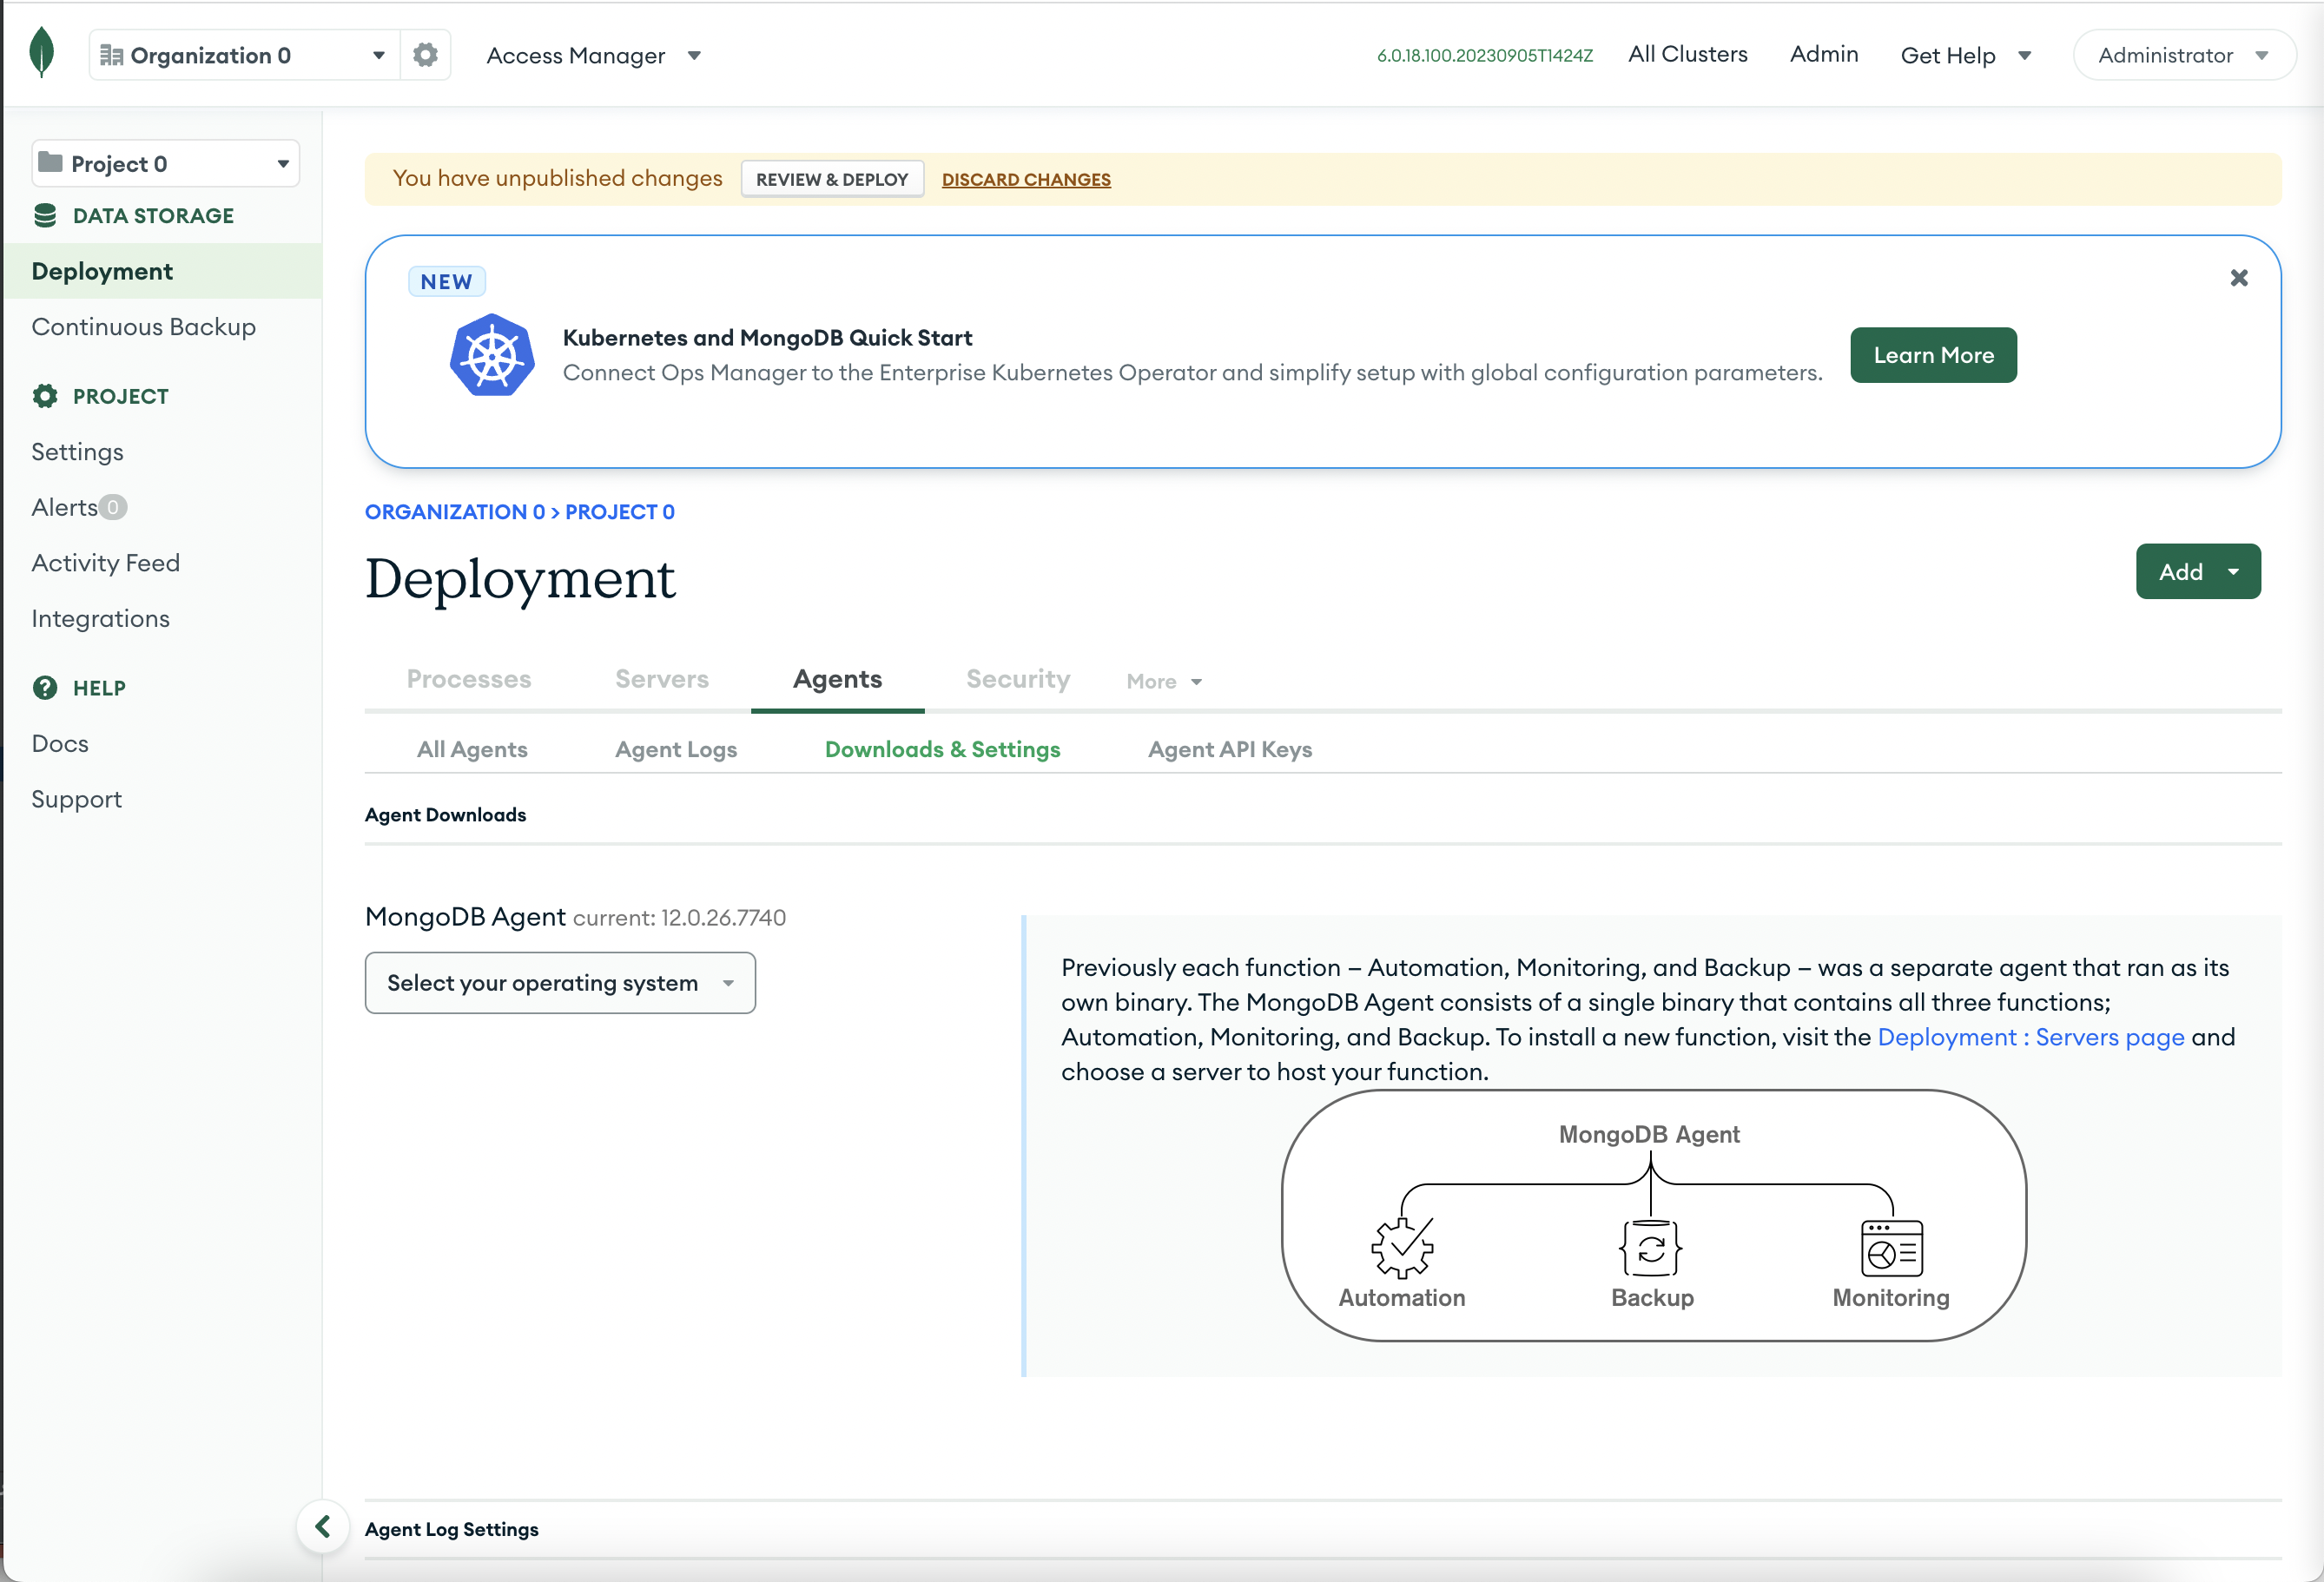 Organization 0
Access Manager
6.0.18.100.20230905T1424Z
All Clusters
Admin
Get Help
Administrator
Project 0
DATA STORAGE
Deployment
Continuous Backup
PROJECT
Settings
Alerts 0
Activity Feed
Integrations
HELP
Docs
Support
You have unpublished changes
REVIEW & DEPLOY
DISCARD CHANGES
NEW
Kubernetes and MongoDB Quick Start
Connect Ops Manager to the Enterprise Kubernetes Operator and simplify setup with global configuration parameters.
Learn More
ORGANIZATION 0 > PROJECT 0
Deployment
Add
Processes
Servers
Agents
Security
More
All Agents
Agent Logs
Downloads & Settings
Agent API Keys
Agent Downloads
MongoDB Agent current: 12.0.26.7740
Select your operating system
Previously each function – Automation, Monitoring, and Backup – was a separate agent that ran as its
own binary. The MongoDB Agent consists of a single binary that contains all three functions;
Automation, Monitoring, and Backup. To install a new function, visit the Deployment : Servers page and
choose a server to host your function.
MongoDB Agent
Automation
Backup
Monitoring
Agent Log Settings